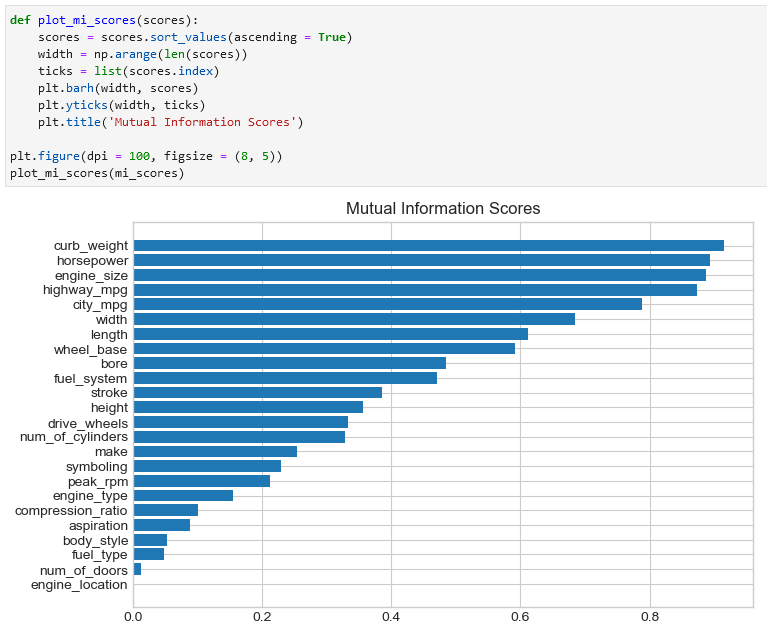 def plot_mi_scores(scores):
    scores = scores.sort_values(ascending = True)
    width = np.arange(len(scores))
    ticks = list(scores.index)
    plt.barh(width, scores)
    plt.yticks(width, ticks)
    plt.title('Mutual Information Scores')

plt.figure(dpi = 100, figsize = (8, 5))
plot_mi_scores(mi_scores)
Mutual Information Scores
curb_weight
horsepower
engine_size
highway_mpg
city_mpg
width
length
wheel_base
bore
fuel_system
stroke
height
drive_wheels
num_of_cylinders
make
symboling
peak_rpm
engine_type
compression_ratio
aspiration
body_style
fuel_type
num_of_doors
engine_location
0.0 0.2 0.4 0.6 0.8